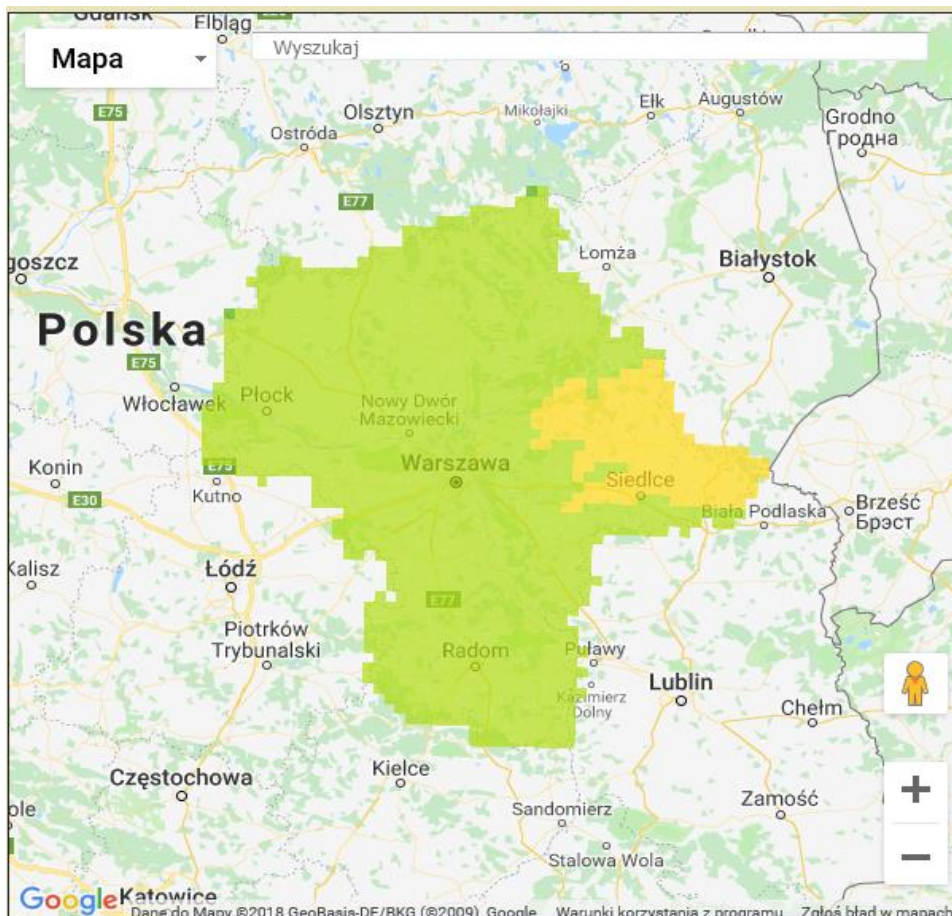 Gdańsk
Elbląg
Mapa
Wyszukaj
E75
Olsztyn
Ostróda
Mikołajki
Ełk
Augustów
Grodno
Гродна
E77
Łomża
Białystok
goszcz
Polska
E75
Włocławek
Płock
Nowy Dwór
Mazowiecki
Warszawa
Konin
E30
E75
Kutno
Siedlce
Biała Podlaska
Brześć
Брэст
Kalisz
Łódź
E77
Piotrków
Trybunalski
Radom
Puławy
Kazimierz
Dolny
Lublin
Chełm
Częstochowa
Kielce
ole
Sandomierz
Zamość
Stalowa Wola
Google
Katowice
Dane do Mapy ©2018 GeoBasis-DE/BKG (©2009), Google
Warunki korzystania z programu
Zgłoś błąd w mapach